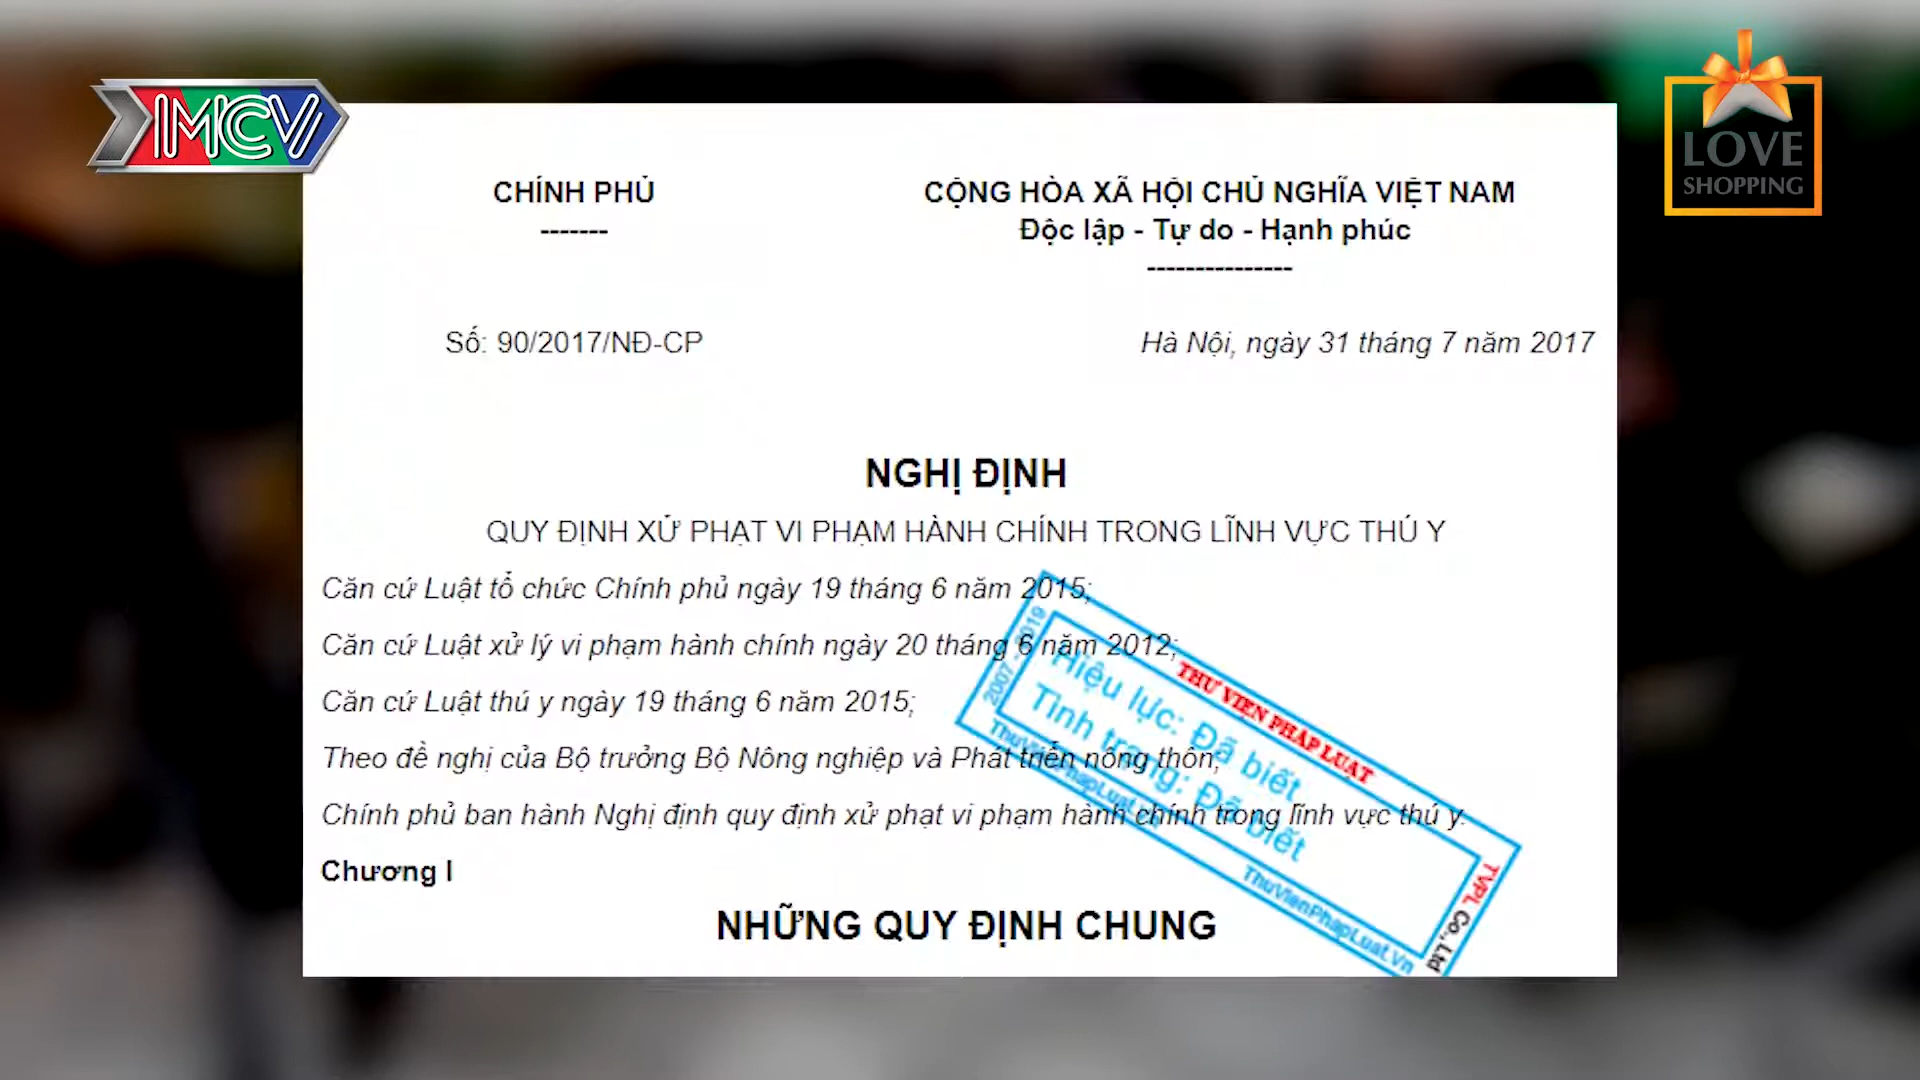 MCV
LOVE
SHOPPING
CHÍNH PHỦ
-------
CỘNG HÒA XÃ HỘI CHỦ NGHĨA VIỆT NAM
Độc lập - Tự do - Hạnh phúc
---------------
Số: 90/2017/NĐ-CP
Hà Nội, ngày 31 tháng 7 năm 2017
NGHỊ ĐỊNH
QUY ĐỊNH XỬ PHẠT VI PHẠM HÀNH CHÍNH TRONG LĨNH VỰC THÚ Y
Căn cứ Luật tổ chức Chính phủ ngày 19 tháng 6 năm 2015;
Căn cứ Luật xử lý vi phạm hành chính ngày 20 tháng 6 năm 2012;
Căn cứ Luật thú y ngày 19 tháng 6 năm 2015;
Theo đề nghị của Bộ trưởng Bộ Nông nghiệp và Phát triển nông thôn;
Chính phủ ban hành Nghị định quy định xử phạt vi phạm hành chính trong lĩnh vực thú y.
Chương I
NHỮNG QUY ĐỊNH CHUNG
THƯ VIỆN PHÁP LUẬT
2007 - 2019
Hiệu lực: Đã biết
Tình trạng: Đã biết
ThuVienPhapLuat.vn
ThuVienPhapLuat.Vn
TVPL Co., Ltd